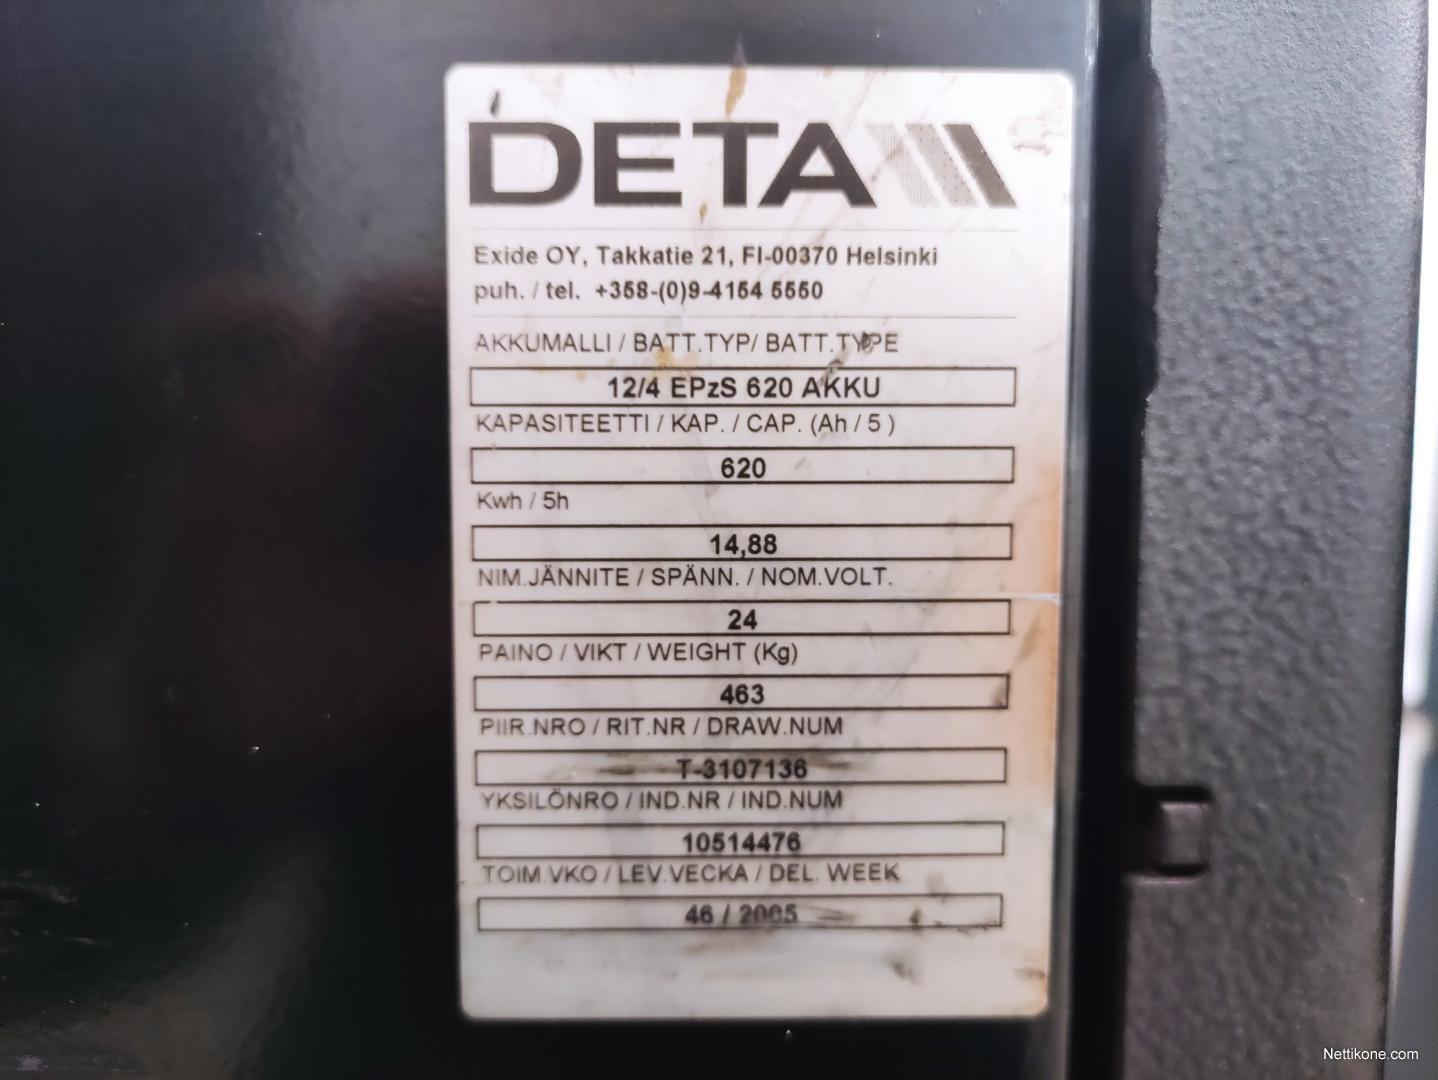 DETA
Exide OY, Takkatie 21, FI-00370 Helsinki
puh. / tel. +358-(0)9-4154 5550
AKKUMALLI / BATT.TYP/ BATT.TYPE
12/4 EPzS 620 AKKU
KAPASITEETTI / KAP. / CAP. (Ah / 5 )
620
Kwh / 5h
14,88
NIM.JÄNNITE / SPÄNN. / NOM.VOLT.
24
PAINO / VIKT / WEIGHT (Kg)
463
PIIR.NRO / RIT.NR / DRAW.NUM
T-3107136
YKSILÖNRO / IND.NR / IND.NUM
10514476
TOIM.VKO / LEV.VECKA / DEL. WEEK
46 / 2005
Nettikone.com